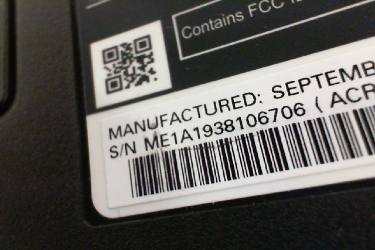 Contains FCC
MANUFACTURED: SEPTEMB
S/N ME1A1938106706 ( ACR